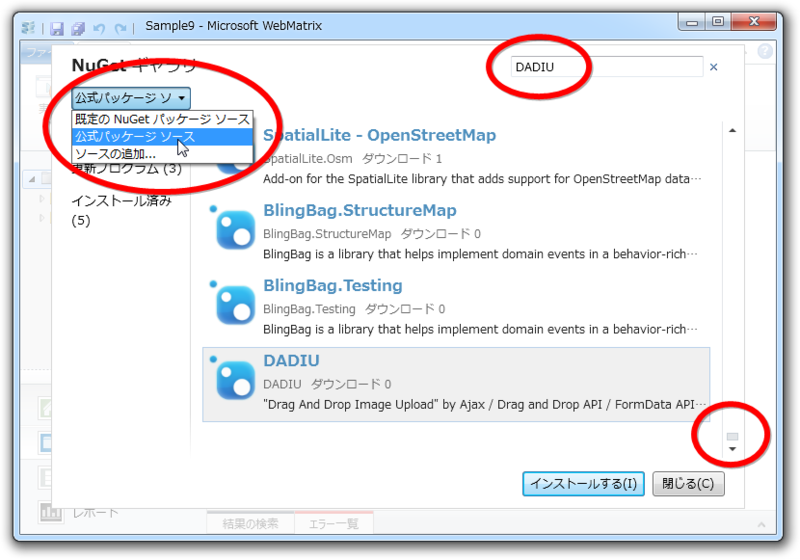 Sample9 - Microsoft WebMatrix
NuGet ギャラリ
DADIU
公式パッケージ ソ
既定の NuGet パッケージ ソース
公式パッケージ ソース
ソースの追加...
更新プログラム (3)
インストール済み
(5)
SpatialLite - OpenStreetMap
SpatialLite.Osm ダウンロード 1
Add-on for the SpatialLite library that adds support for OpenStreetMap data…
BlingBag.StructureMap
BlingBag.StructureMap ダウンロード 0
BlingBag is a library that helps implement domain events in a behavior-rich…
BlingBag.Testing
BlingBag.Testing ダウンロード 0
BlingBag is a library that helps implement domain events in a behavior-rich…
DADIU
DADIU ダウンロード 0
"Drag And Drop Image Upload" by Ajax / Drag and Drop API / FormData API…
インストールする(I)
閉じる(C)
レポート
結果の検索
エラー一覧